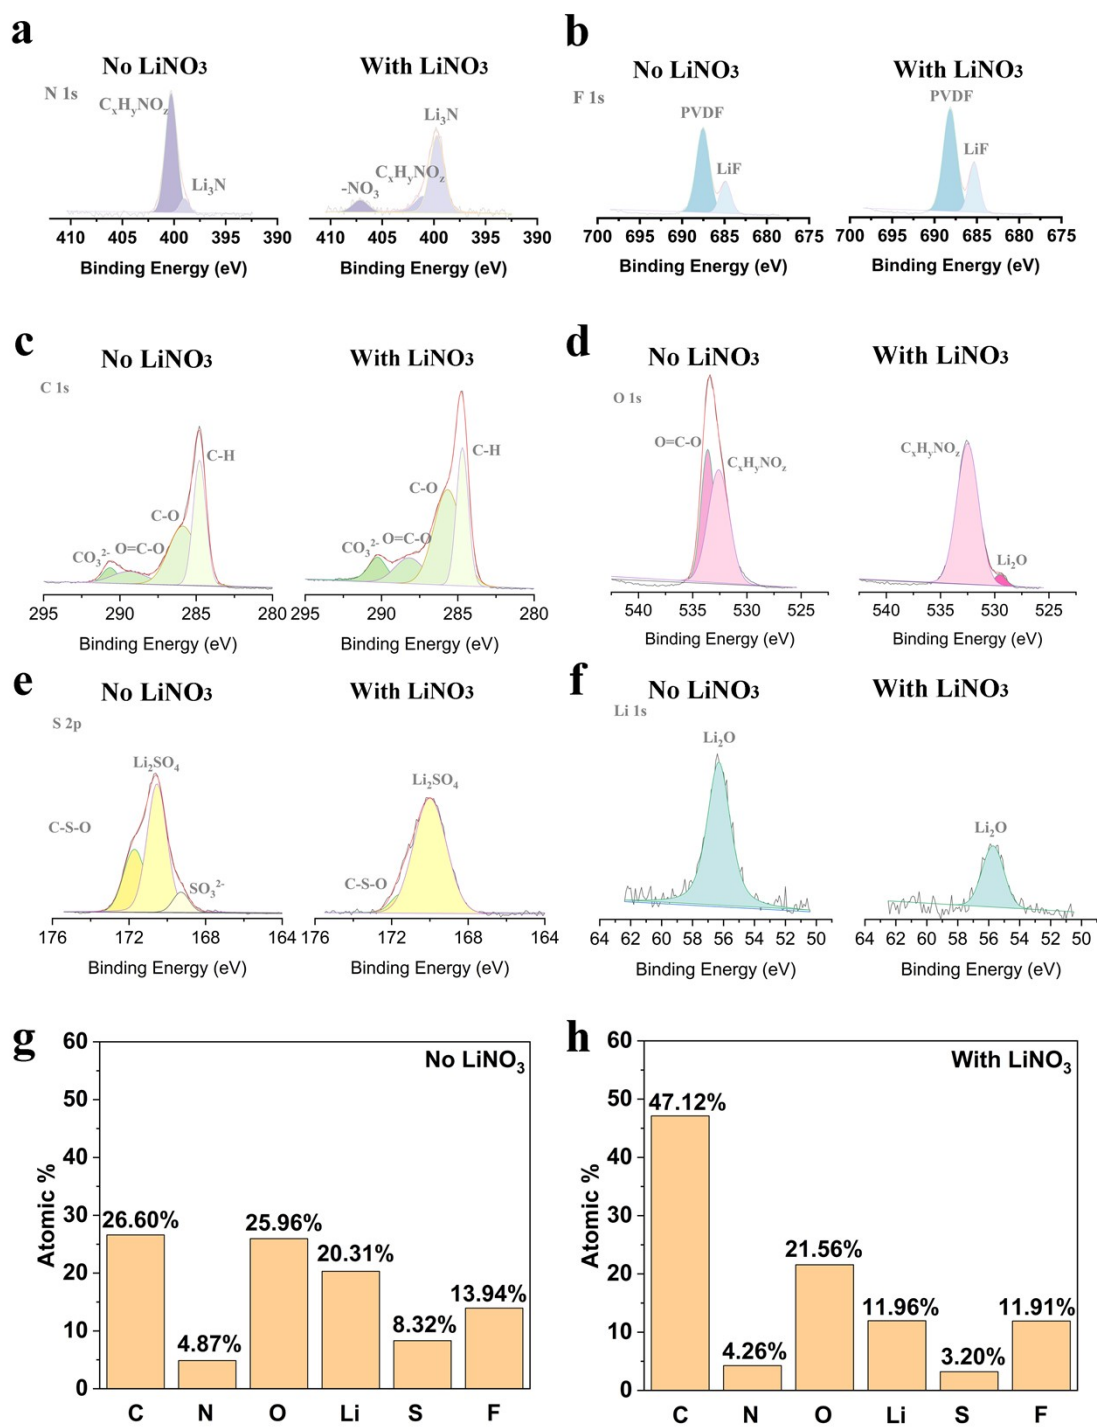 a
No LiNO3
With LiNO3
N 1s
CxHyNOz
Li3N
Li3N
CxHyNOz
-NO3
410 405 400 395 390
410 405 400 395 390
Binding Energy (eV)
Binding Energy (eV)
b
No LiNO3
With LiNO3
F 1s
PVDF
LiF
PVDF
LiF
700 695 690 685 680 675
700 695 690 685 680 675
Binding Energy (eV)
Binding Energy (eV)
c
No LiNO3
With LiNO3
C 1s
C-H
C-O
O=C-O
CO32-
C-H
C-O
O=C-O
CO32-
295 290 285 280
295 290 285 280
Binding Energy (eV)
Binding Energy (eV)
d
No LiNO3
With LiNO3
O 1s
O=C-O
CxHyNOz
CxHyNOz
Li2O
540 535 530 525
540 535 530 525
Binding Energy (eV)
Binding Energy (eV)
e
No LiNO3
With LiNO3
S 2p
Li2SO4
C-S-O
SO32-
Li2SO4
C-S-O
176 172 168 164
176 172 168 164
Binding Energy (eV)
Binding Energy (eV)
f
No LiNO3
With LiNO3
Li 1s
Li2O
Li2O
64 62 60 58 56 54 52 50
64 62 60 58 56 54 52 50
Binding Energy (eV)
Binding Energy (eV)
g
No LiNO3
Atomic %
60
50
40
30
20
10
0
26.60%
4.87%
25.96%
20.31%
8.32%
13.94%
C N O Li S F
h
With LiNO3
Atomic %
60
50
40
30
20
10
0
47.12%
4.26%
21.56%
11.96%
3.20%
11.91%
C N O Li S F